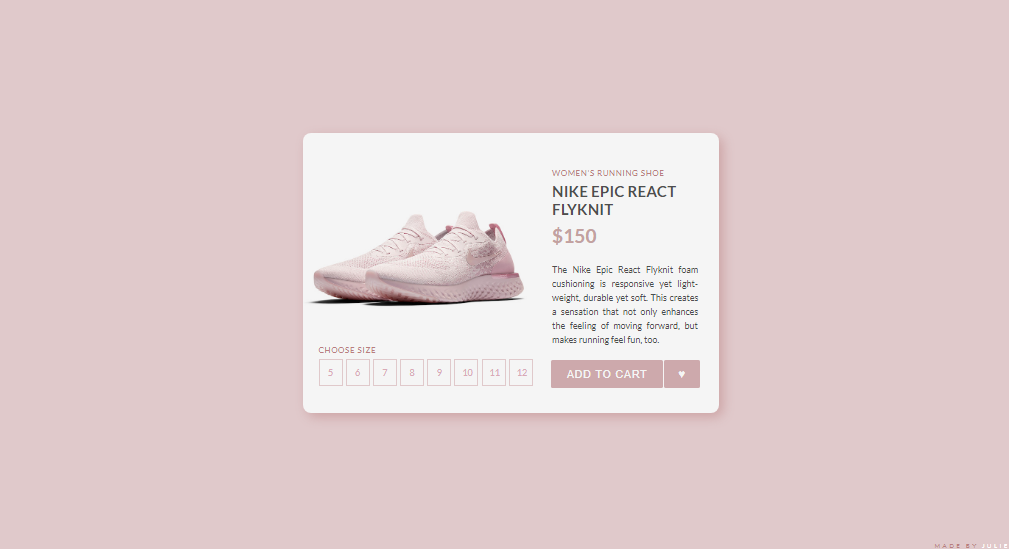 WOMEN'S RUNNING SHOE
NIKE EPIC REACT
FLYKNIT
$150
The Nike Epic React Flyknit foam
cushioning is responsive yet light-
weight, durable yet soft. This creates
a sensation that not only enhances
the feeling of moving forward, but
makes running feel fun, too.
CHOOSE SIZE
5 6 7 8 9 10 11 12
ADD TO CART ♥
MADE BY JULIE